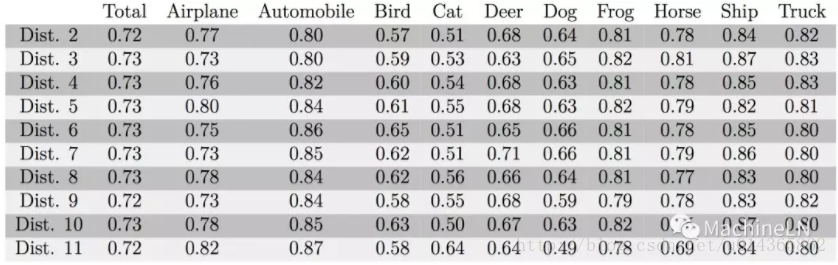 Total Airplane Automobile Bird Cat Deer Dog Frog Horse Ship Truck
Dist. 2 0.72 0.77 0.80 0.57 0.51 0.68 0.64 0.81 0.78 0.84 0.82
Dist. 3 0.73 0.73 0.80 0.59 0.53 0.63 0.65 0.82 0.81 0.87 0.83
Dist. 4 0.73 0.76 0.82 0.60 0.54 0.68 0.63 0.81 0.78 0.85 0.83
Dist. 5 0.73 0.80 0.84 0.61 0.55 0.68 0.63 0.82 0.79 0.82 0.81
Dist. 6 0.73 0.75 0.86 0.65 0.51 0.65 0.66 0.81 0.78 0.85 0.80
Dist. 7 0.73 0.73 0.85 0.62 0.51 0.71 0.66 0.81 0.79 0.86 0.80
Dist. 8 0.73 0.78 0.84 0.62 0.56 0.66 0.64 0.81 0.77 0.83 0.80
Dist. 9 0.72 0.73 0.84 0.58 0.55 0.68 0.59 0.79 0.78 0.83 0.82
Dist. 10 0.73 0.78 0.85 0.63 0.50 0.67 0.63 0.82 0.87 0.80
MachineLN
Dist. 11 0.72 0.82 0.87 0.58 0.64 0.64 0.49 0.78 0.69 0.84 0.80